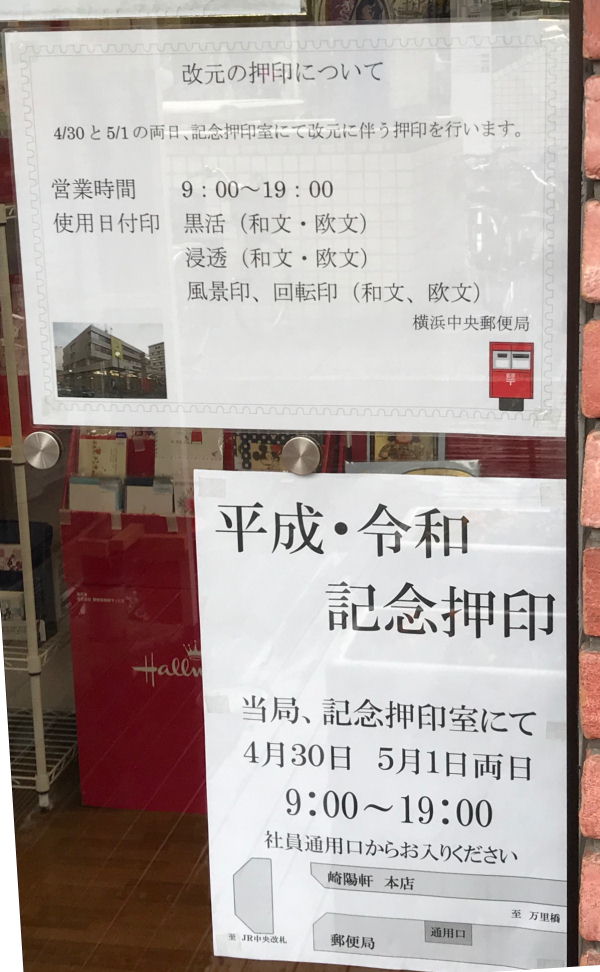 改元の押印について
4/30と5/1の両日、記念押印室にて改元に伴う押印を行います。
営業時間 9：00～19：00
使用日付印 黒活（和文・欧文）
浸透（和文・欧文）
風景印、回転印（和文、欧文）
横浜中央郵便局
平成・令和
記念押印
Hallm
当局、記念押印室にて
4月30日 5月1日両日
9：00～19：00
社員通用口からお入りください
崎陽軒 本店
至 万里橋
通用口
至 JR中央改札
郵便局